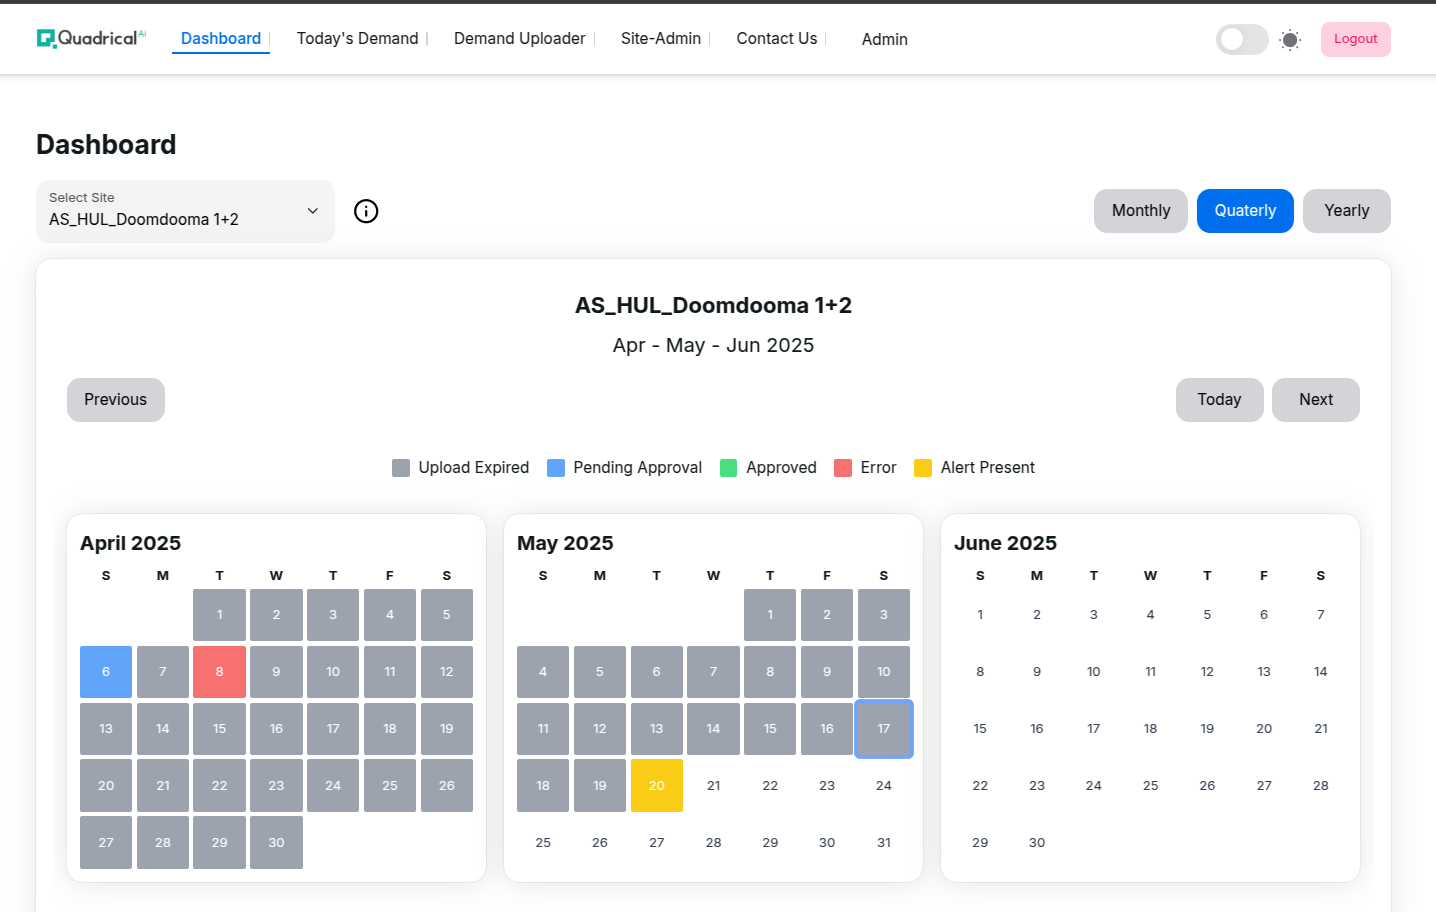 Quadrical Ai
Dashboard
Today's Demand
Demand Uploader
Site-Admin
Contact Us
Admin
Logout
Dashboard
Select Site
AS_HUL_Doomdooma 1+2
Monthly
Quaterly
Yearly
AS_HUL_Doomdooma 1+2
Apr - May - Jun 2025
Previous
Today
Next
Upload Expired
Pending Approval
Approved
Error
Alert Present
April 2025
S M T W T F S
1 2 3 4 5
6 7 8 9 10 11 12
13 14 15 16 17 18 19
20 21 22 23 24 25 26
27 28 29 30
May 2025
S M T W T F S
1 2 3
4 5 6 7 8 9 10
11 12 13 14 15 16 17
18 19 20 21 22 23 24
25 26 27 28 29 30 31
June 2025
S M T W T F S
1 2 3 4 5 6 7
8 9 10 11 12 13 14
15 16 17 18 19 20 21
22 23 24 25 26 27 28
29 30